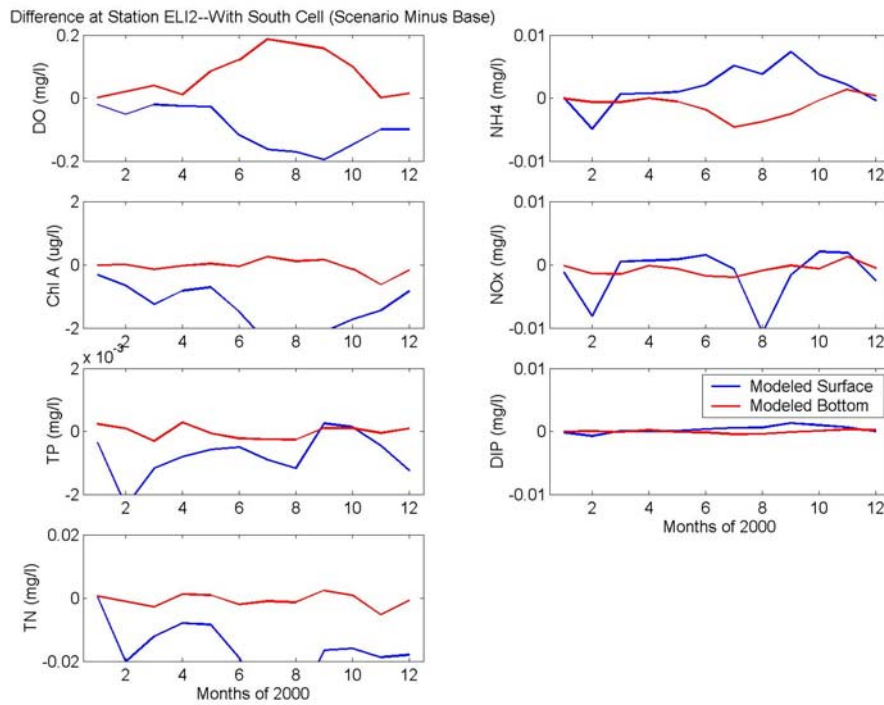 Difference at Station ELI2--With South Cell (Scenario Minus Base)
DO (mg/l)
0.2
0
-0.2
2 4 6 8 10 12
Chl A (ug/l)
2
0
-2
2 4 6 8 10 12
x 10⁻³
TP (mg/l)
2
0
-2
2 4 6 8 10 12
TN (mg/l)
0.02
0
-0.02
2 4 6 8 10 12
Months of 2000
NH4 (mg/l)
0.01
0
-0.01
2 4 6 8 10 12
NOx (mg/l)
0.01
0
-0.01
2 4 6 8 10 12
DIP (mg/l)
0.01
0
-0.01
Modeled Surface
Modeled Bottom
2 4 6 8 10 12
Months of 2000